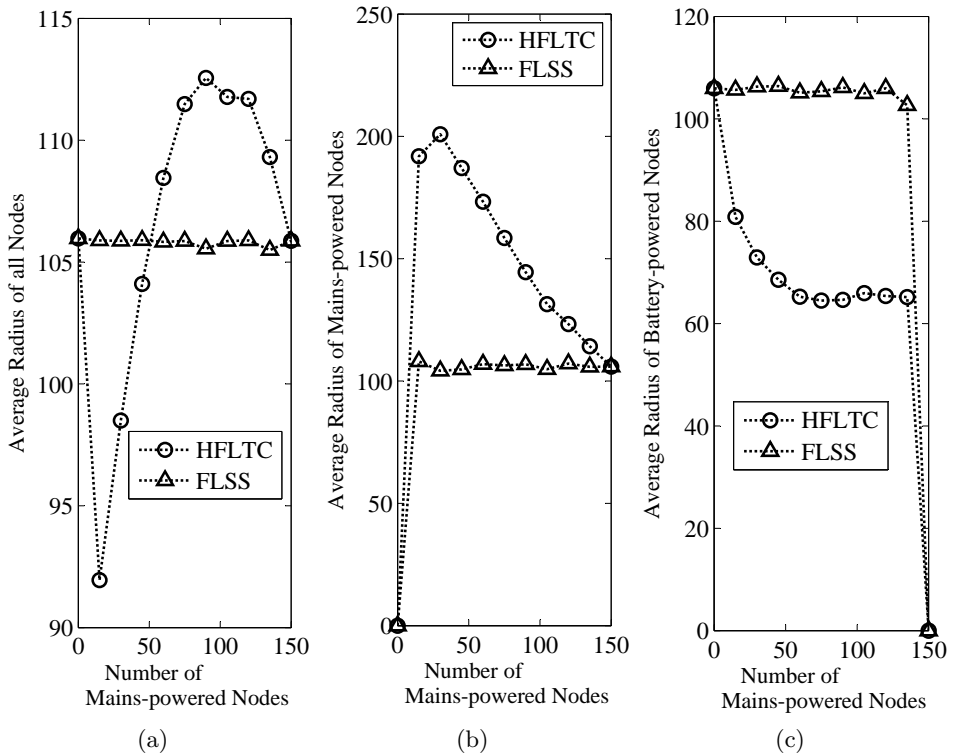 Average Radius of all Nodes
115
110
105
100
95
90
HFLTC
FLSS
0 50 100 150
Number of
Mains-powered Nodes
(a)
Average Radius of Mains-powered Nodes
250
200
150
100
50
0
HFLTC
FLSS
0 50 100 150
Number of
Mains-powered Nodes
(b)
Average Radius of Battery-powered Nodes
120
100
80
60
40
20
0
HFLTC
FLSS
0 50 100 150
Number of
Mains-powered Nodes
(c)